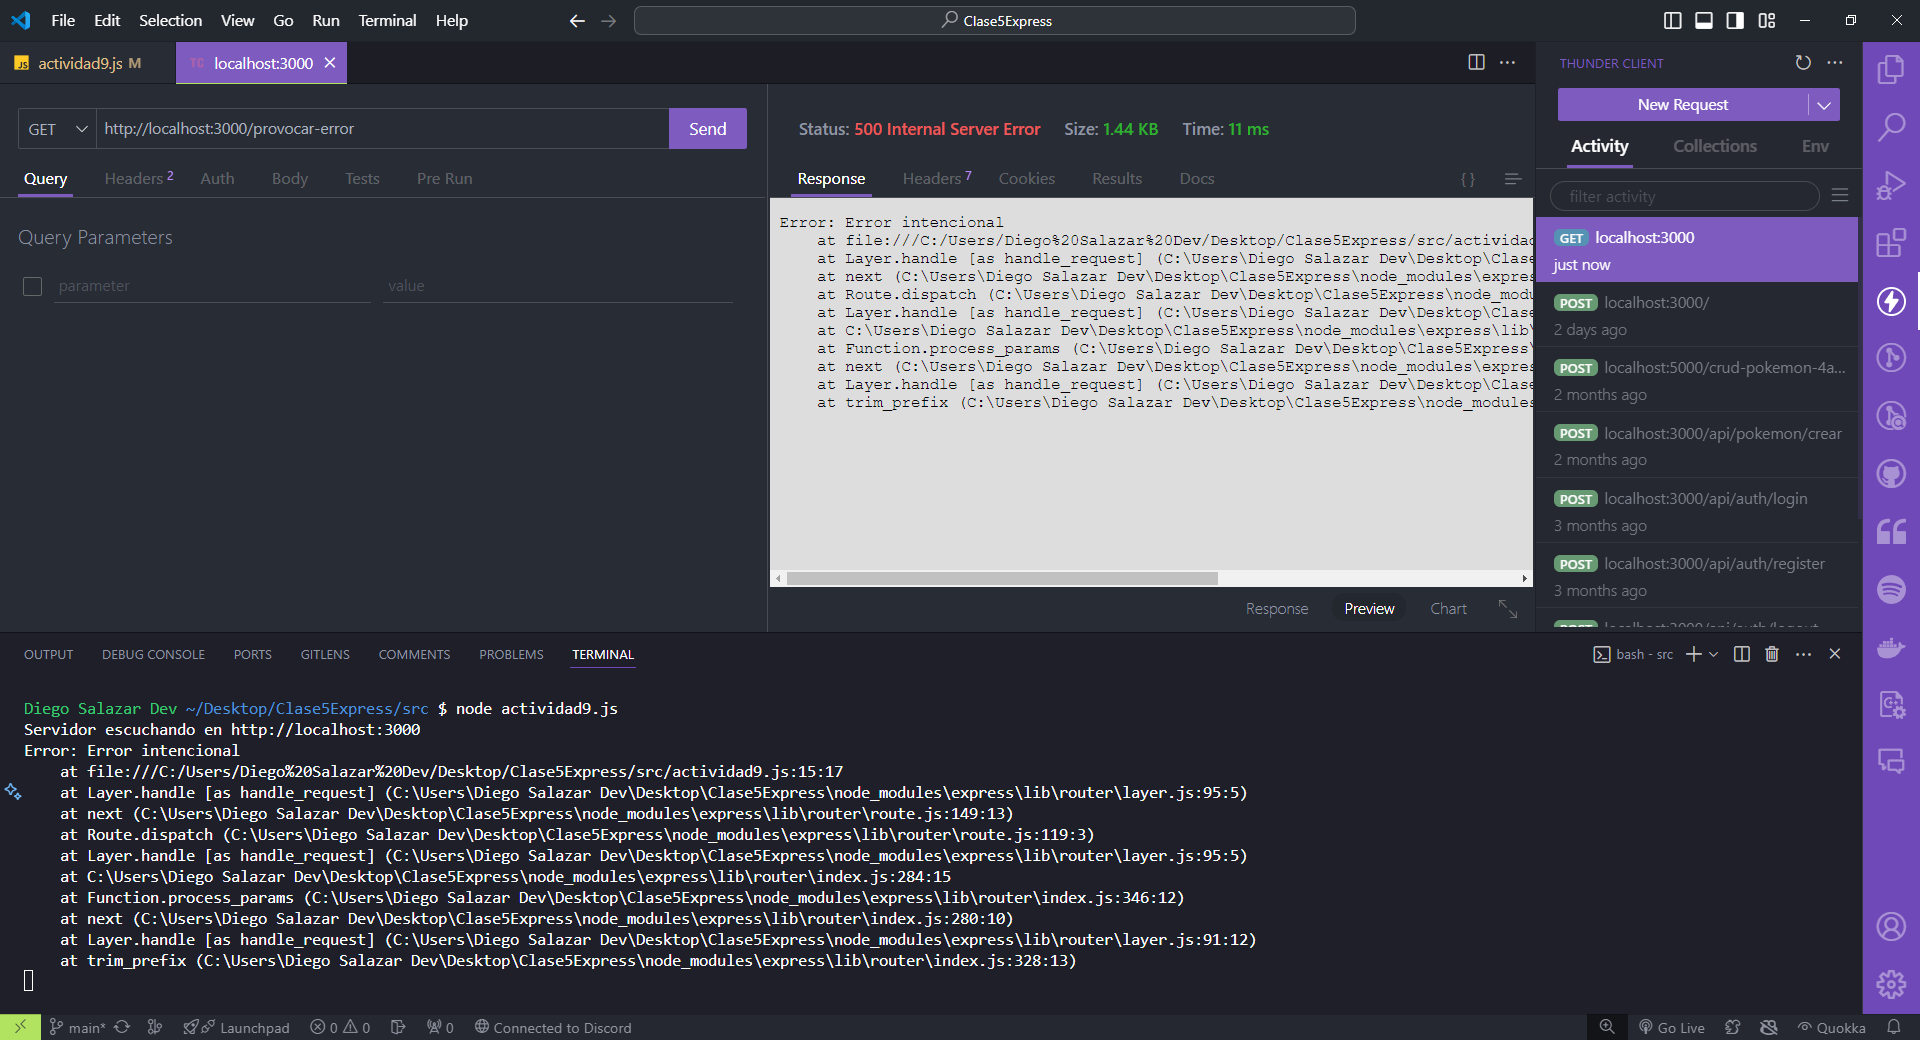 File Edit Selection View Go Run Terminal Help
Clase5Express
JS actividad9.js M
TC localhost:3000
THUNDER CLIENT
GET
http://localhost:3000/provocar-error
Send
Query
Headers 2
Auth
Body
Tests
Pre Run
Query Parameters
parameter
value
Status: 500 Internal Server Error Size: 1.44 KB Time: 11 ms
Response
Headers 7
Cookies
Results
Docs
{ }
Error: Error intencional
at file:///C:/Users/Diego%20Salazar%20Dev/Desktop/Clase5Express/src/actividad
at Layer.handle [as handle_request] (C:\Users\Diego Salazar Dev\Desktop\Clase
at next (C:\Users\Diego Salazar Dev\Desktop\Clase5Express\node_modules\expres
at Route.dispatch (C:\Users\Diego Salazar Dev\Desktop\Clase5Express\node_modu
at Layer.handle [as handle_request] (C:\Users\Diego Salazar Dev\Desktop\Clase
at C:\Users\Diego Salazar Dev\Desktop\Clase5Express\node_modules\express\lib\
at Function.process_params (C:\Users\Diego Salazar Dev\Desktop\Clase5Express\
at next (C:\Users\Diego Salazar Dev\Desktop\Clase5Express\node_modules\expres
at Layer.handle [as handle_request] (C:\Users\Diego Salazar Dev\Desktop\Clase
at trim_prefix (C:\Users\Diego Salazar Dev\Desktop\Clase5Express\node_modules
Response
Preview
Chart
New Request
Activity
Collections
Env
filter activity
GET localhost:3000
just now
POST localhost:3000/
2 days ago
POST localhost:5000/crud-pokemon-4a...
2 months ago
POST localhost:3000/api/pokemon/crear
2 months ago
POST localhost:3000/api/auth/login
3 months ago
POST localhost:3000/api/auth/register
3 months ago
POST localhost:3000/api/auth/logout
OUTPUT DEBUG CONSOLE PORTS GITLENS COMMENTS PROBLEMS TERMINAL
bash - src
Diego Salazar Dev ~/Desktop/Clase5Express/src $ node actividad9.js
Servidor escuchando en http://localhost:3000
Error: Error intencional
at file:///C:/Users/Diego%20Salazar%20Dev/Desktop/Clase5Express/src/actividad9.js:15:17
at Layer.handle [as handle_request] (C:\Users\Diego Salazar Dev\Desktop\Clase5Express\node_modules\express\lib\router\layer.js:95:5)
at next (C:\Users\Diego Salazar Dev\Desktop\Clase5Express\node_modules\express\lib\router\route.js:149:13)
at Route.dispatch (C:\Users\Diego Salazar Dev\Desktop\Clase5Express\node_modules\express\lib\router\route.js:119:3)
at Layer.handle [as handle_request] (C:\Users\Diego Salazar Dev\Desktop\Clase5Express\node_modules\express\lib\router\layer.js:95:5)
at C:\Users\Diego Salazar Dev\Desktop\Clase5Express\node_modules\express\lib\router\index.js:284:15
at Function.process_params (C:\Users\Diego Salazar Dev\Desktop\Clase5Express\node_modules\express\lib\router\index.js:346:12)
at next (C:\Users\Diego Salazar Dev\Desktop\Clase5Express\node_modules\express\lib\router\index.js:280:10)
at Layer.handle [as handle_request] (C:\Users\Diego Salazar Dev\Desktop\Clase5Express\node_modules\express\lib\router\layer.js:91:12)
at trim_prefix (C:\Users\Diego Salazar Dev\Desktop\Clase5Express\node_modules\express\lib\router\index.js:328:13)
main* Launchpad 0 0 0 Connected to Discord Go Live Quokka